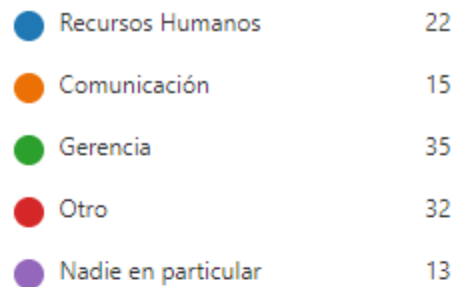 Recursos Humanos 22
Comunicación 15
Gerencia 35
Otro 32
Nadie en particular 13